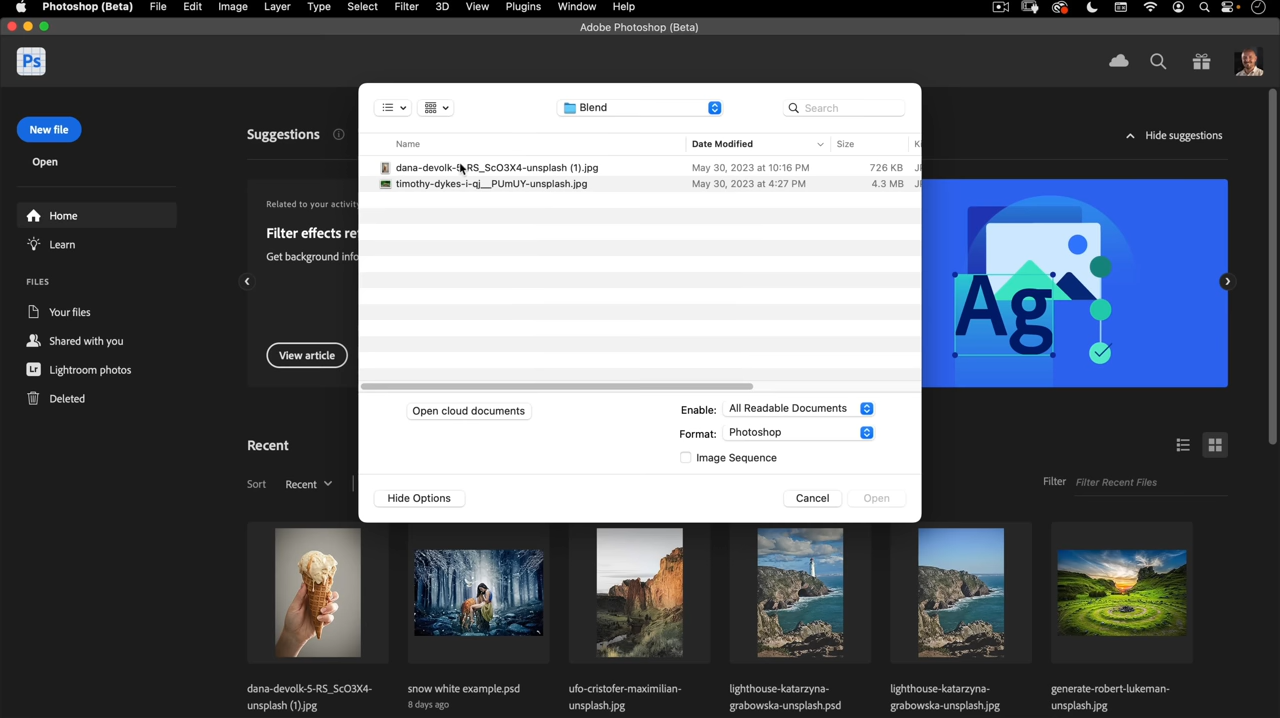 Photoshop (Beta) File Edit Image Layer Type Select Filter 3D View Plugins Window Help
Adobe Photoshop (Beta)
Ps
Blend
Search
New file
Open
Suggestions
Hide suggestions
Name Date Modified Size
dana-devolk-5-RS_ScO3X4-unsplash (1).jpg May 30, 2023 at 10:16 PM 726 KB
timothy-dykes-i-qj__PUmUY-unsplash.jpg May 30, 2023 at 4:27 PM 4.3 MB
Related to your activity
Filter effects re
Get background info
View article
Ag
Home
Learn
FILES
Your files
Shared with you
Lr Lightroom photos
Deleted
Open cloud documents
Enable: All Readable Documents
Format: Photoshop
Image Sequence
Hide Options
Cancel
Open
Recent
Sort Recent
Filter Filter Recent Files
dana-devolk-5-RS_ScO3X4-
unsplash (1).jpg
snow white example.psd
8 days ago
ufo-cristofer-maximilian-
unsplash.jpg
lighthouse-katarzyna-
grabowska-unsplash.psd
lighthouse-katarzyna-
grabowska-unsplash.jpg
generate-robert-lukeman-
unsplash.jpg